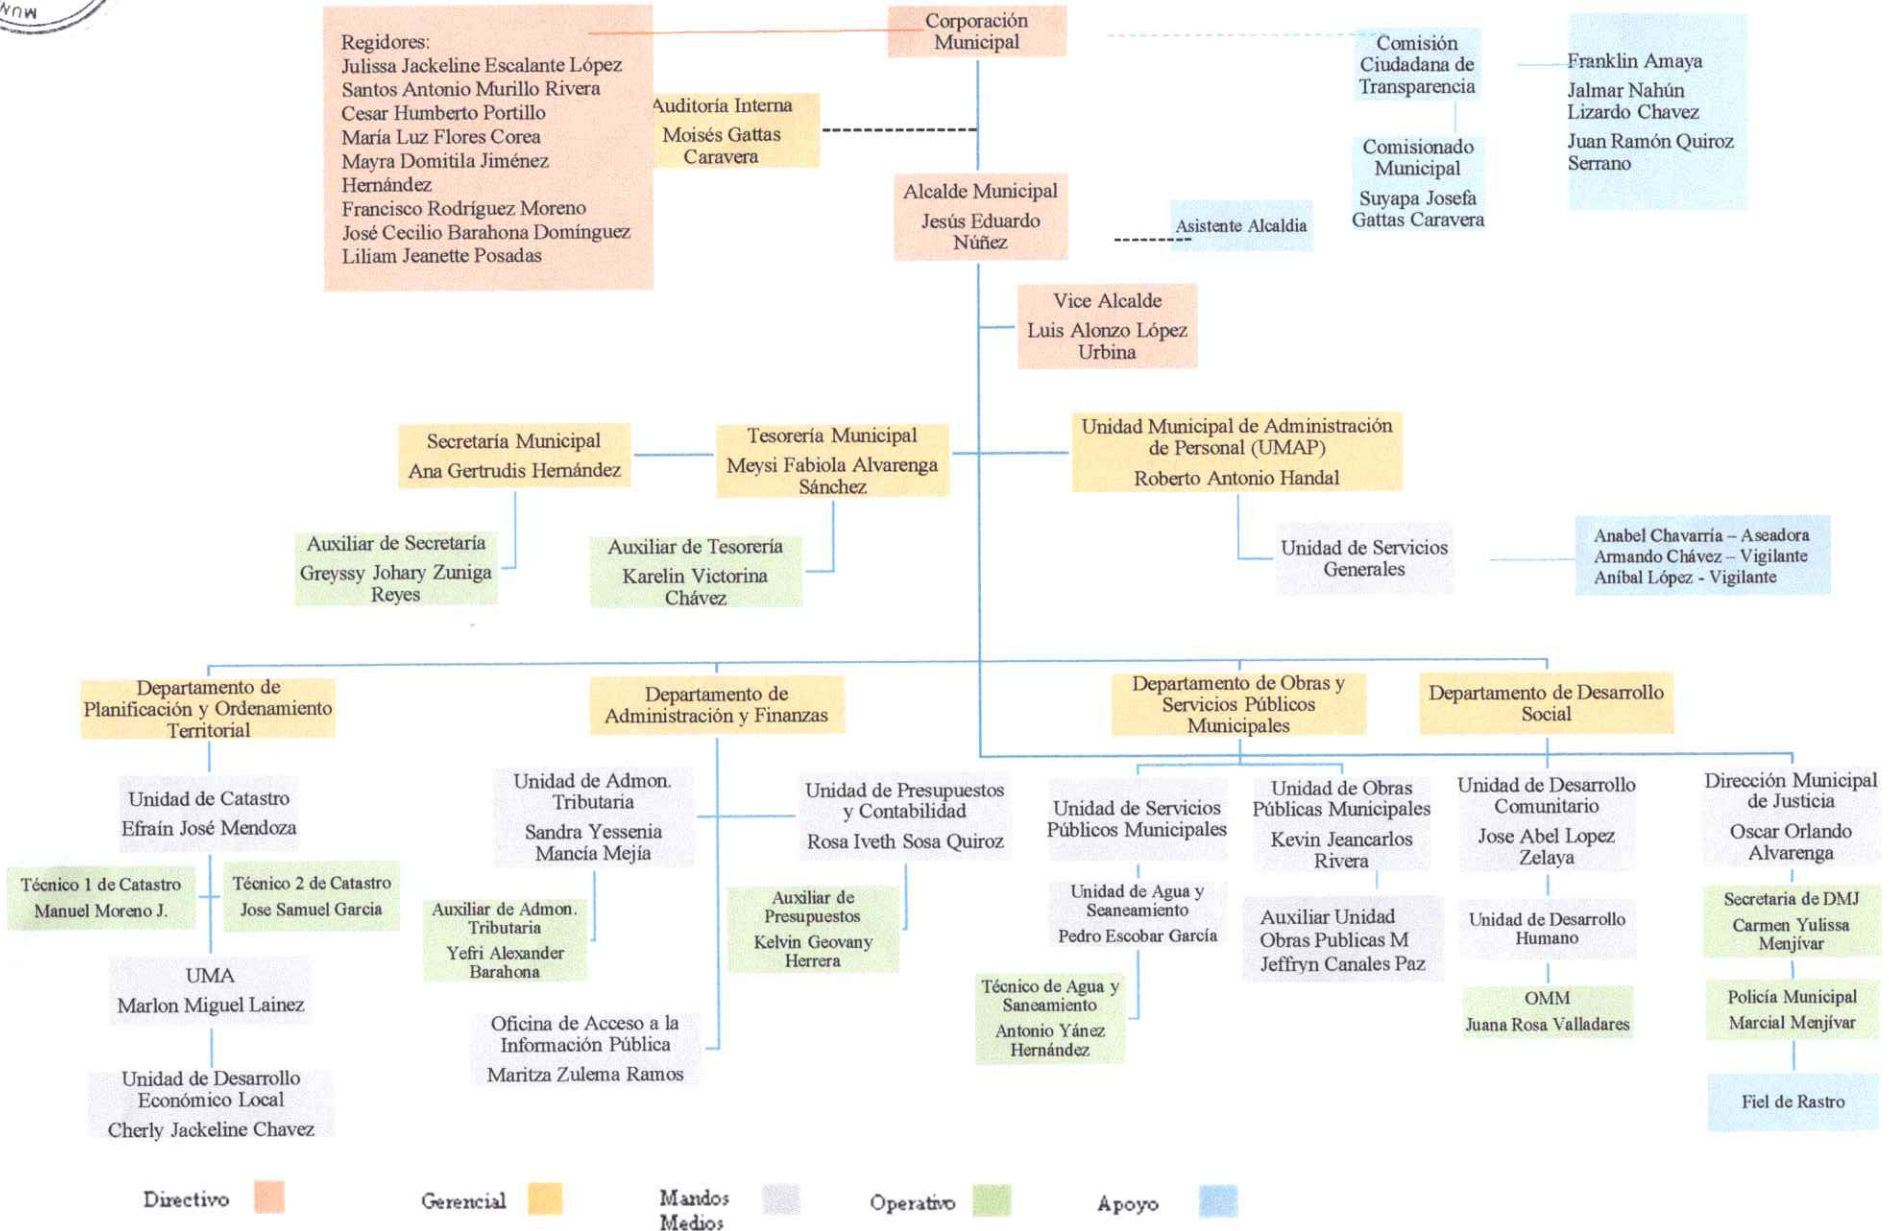 MUN
Corporación
Municipal
Regidores:
Julissa Jackeline Escalante López
Santos Antonio Murillo Rivera
Cesar Humberto Portillo
María Luz Flores Corea
Mayra Domitila Jiménez
Hernández
Francisco Rodríguez Moreno
José Cecilio Barahona Domínguez
Liliam Jeanette Posadas
Auditoría Interna
Moisés Gattas
Caravera
Comisión
Ciudadana de
Transparencia
Franklin Amaya
Jalmar Nahún
Lizardo Chavez
Juan Ramón Quiroz
Serrano
Comisionado
Municipal
Suyapa Josefa
Gattas Caravera
Alcalde Municipal
Jesús Eduardo
Núñez
Asistente Alcaldia
Vice Alcalde
Luis Alonzo López
Urbina
Secretaría Municipal
Ana Gertrudis Hernández
Tesorería Municipal
Meysi Fabiola Alvarenga
Sánchez
Unidad Municipal de Administración
de Personal (UMAP)
Roberto Antonio Handal
Auxiliar de Secretaría
Greyssy Johary Zuniga
Reyes
Auxiliar de Tesorería
Karelin Victorina
Chávez
Unidad de Servicios
Generales
Anabel Chavarría – Aseadora
Armando Chávez – Vigilante
Aníbal López - Vigilante
Departamento de
Planificación y Ordenamiento
Territorial
Departamento de
Administración y Finanzas
Departamento de Obras y
Servicios Públicos
Municipales
Departamento de Desarrollo
Social
Unidad de Catastro
Efraín José Mendoza
Unidad de Admon.
Tributaria
Sandra Yessenia
Mancía Mejía
Unidad de Presupuestos
y Contabilidad
Rosa Iveth Sosa Quiroz
Unidad de Servicios
Públicos Municipales
Unidad de Obras
Públicas Municipales
Kevin Jeancarlos
Rivera
Unidad de Desarrollo
Comunitario
Jose Abel Lopez
Zelaya
Dirección Municipal
de Justicia
Oscar Orlando
Alvarenga
Técnico 1 de Catastro
Manuel Moreno J.
Técnico 2 de Catastro
Jose Samuel Garcia
Auxiliar de Admon.
Tributaria
Yefri Alexander
Barahona
Auxiliar de
Presupuestos
Kelvin Geovany
Herrera
Unidad de Agua y
Seaneamiento
Pedro Escobar García
Auxiliar Unidad
Obras Publicas M
Jeffryn Canales Paz
Unidad de Desarrollo
Humano
Secretaria de DMJ
Carmen Yulissa
Menjívar
UMA
Marlon Miguel Lainez
Oficina de Acceso a la
Información Pública
Maritza Zulema Ramos
Técnico de Agua y
Saneamiento
Antonio Yánez
Hernández
OMM
Juana Rosa Valladares
Policía Municipal
Marcial Menjívar
Unidad de Desarrollo
Económico Local
Cherly Jackeline Chavez
Fiel de Rastro
Directivo
Gerencial
Mandos
Medios
Operativo
Apoyo